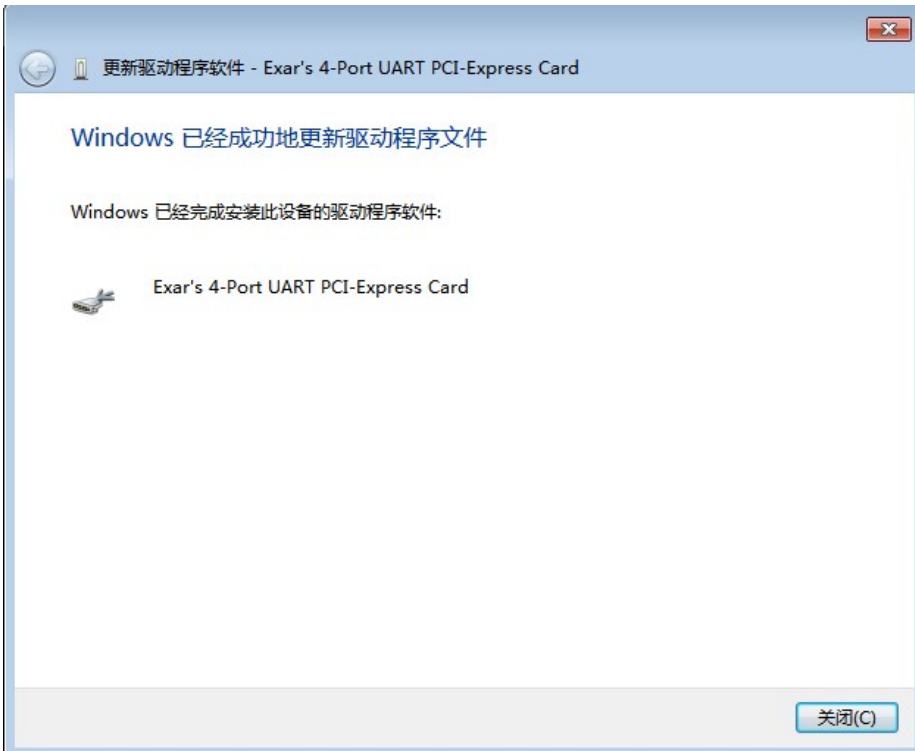 更新驱动程序软件 - Exar's 4-Port UART PCI-Express Card
Windows 已经成功地更新驱动程序文件
Windows 已经完成安装此设备的驱动程序软件:
Exar's 4-Port UART PCI-Express Card
关闭(C)